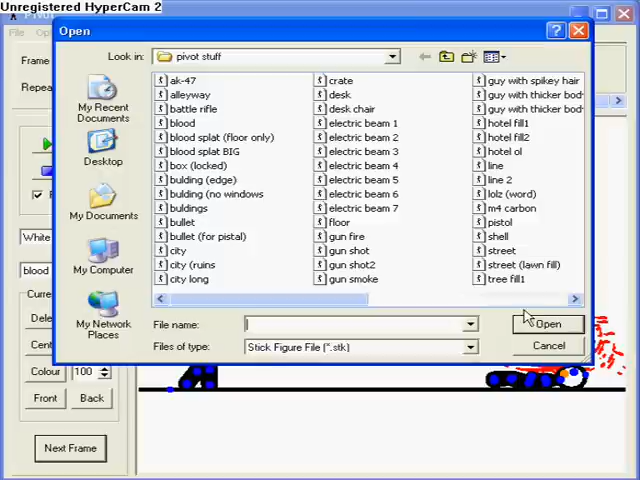 Unregistered HyperCam 2
Open
Look in:
pivot stuff
Frame
Repea
My Recent
Documents
Desktop
My Documents
My Computer
My Network
Places
ak-47
alleyway
battle rifle
blood
blood splat (floor only)
blood splat BIG
box (locked)
bulding (edge)
bulding (no windows
buldings
bullet
bullet (for pistal)
city
city (ruins
city long
crate
desk
desk chair
electric beam 1
electric beam 2
electric beam 3
electric beam 4
electric beam 5
electric beam 6
electric beam 7
floor
gun fire
gun shot
gun shot2
gun smoke
guy with spikey hair
guy with thicker body
guy with thicker body
hotel fill1
hotel fill2
hotel ol
line
line 2
lolz (word)
m4 carbon
pistol
shell
street
street (lawn fill)
tree fill1
File name:
Open
Files of type:
Stick Figure File (*.stk)
Cancel
White
blood
Curren
Dele
Cent
Colour
100
Front
Back
Next Frame